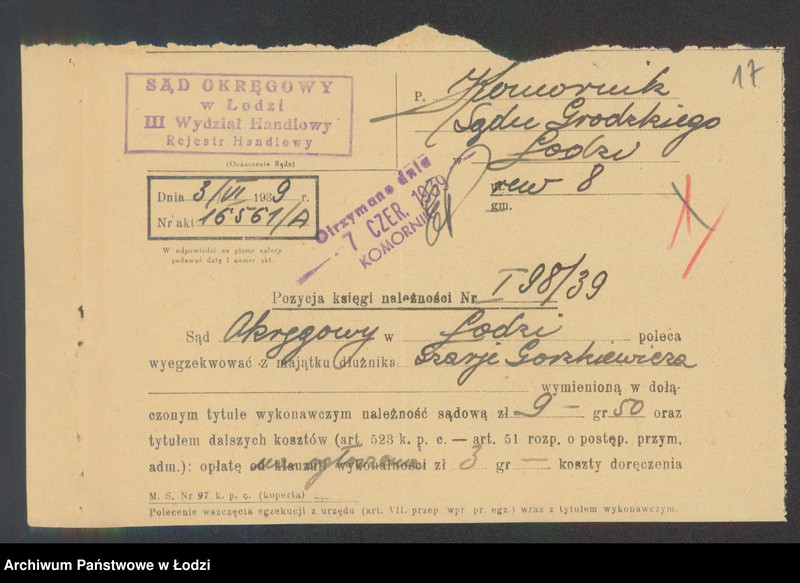 17
SĄD OKRĘGOWY
w Łodzi
III Wydział Handlowy
Rejestr Handlowy
(Oznaczenie Sądu)
P. Komornik
Sądu Grodzkiego
w Łodzi
rew 8
gm.
Dnia 3/VI 1939 r.
Nr akt 16561/A
W odpowiedzi na pismo należy
podawać datę i numer akt.
Otrzymano dnia
- 7 CZER. 1939
KOMORNIK
Pozycja księgi należności Nr I 98/39
Sąd Okręgowy w Łodzi poleca
wyegzekwować z majątku dłużnika Gorzkiewicza
wymienioną w dołą-
czonym tytule wykonawczym należność sądową zł 9 — gr 50 oraz
tytułem dalszych kosztów (art. 523 k. p. c. — art. 51 rozp. o postęp. przym.
adm.): opłatę od klauzuli wykonalności zł 3 gr — koszty doręczenia
M. S. Nr 97 k. p. c. (koperta)
Polecenie wszczęcia egzekucji z urzędu (art. VII. przep. wpr. pr. egz.) wraz z tytułem wykonawczym.
Archiwum Państwowe w Łodzi